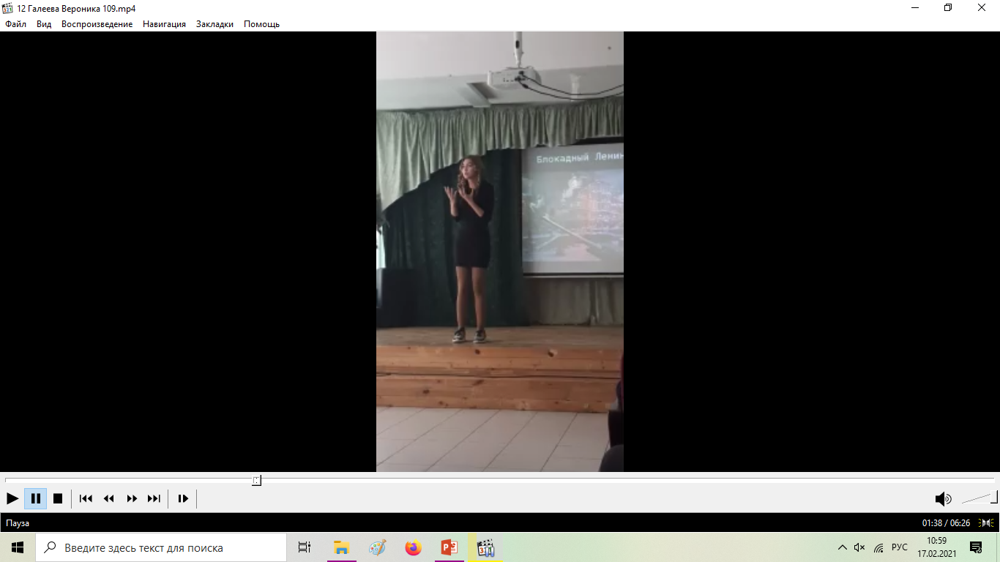 12 Галеева Вероника 109.mp4
Файл Вид Воспроизведение Навигация Закладки Помощь
Блокадный Ленин
Пауза
01:38 / 06:26
Введите здесь текст для поиска
РУС
10:59
17.02.2021